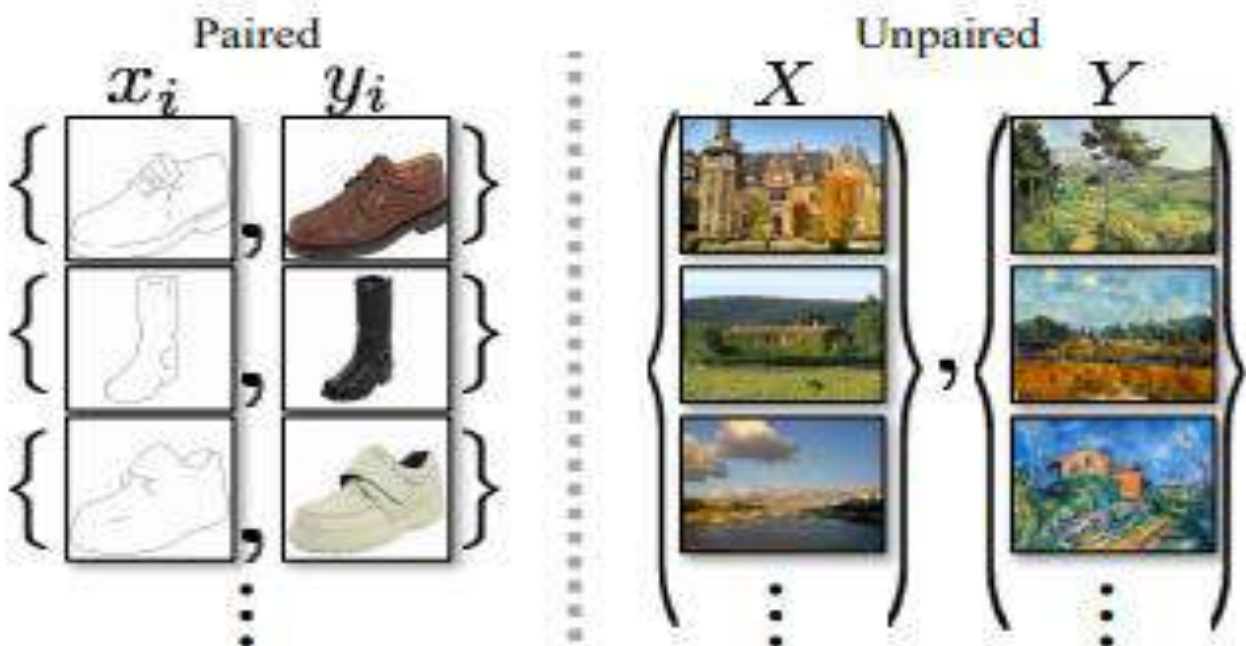 Paired
Unpaired
x_i
y_i
X
Y
{ , }
{ , }
{ , }
{ } , { }
⋮
⋮
⋮